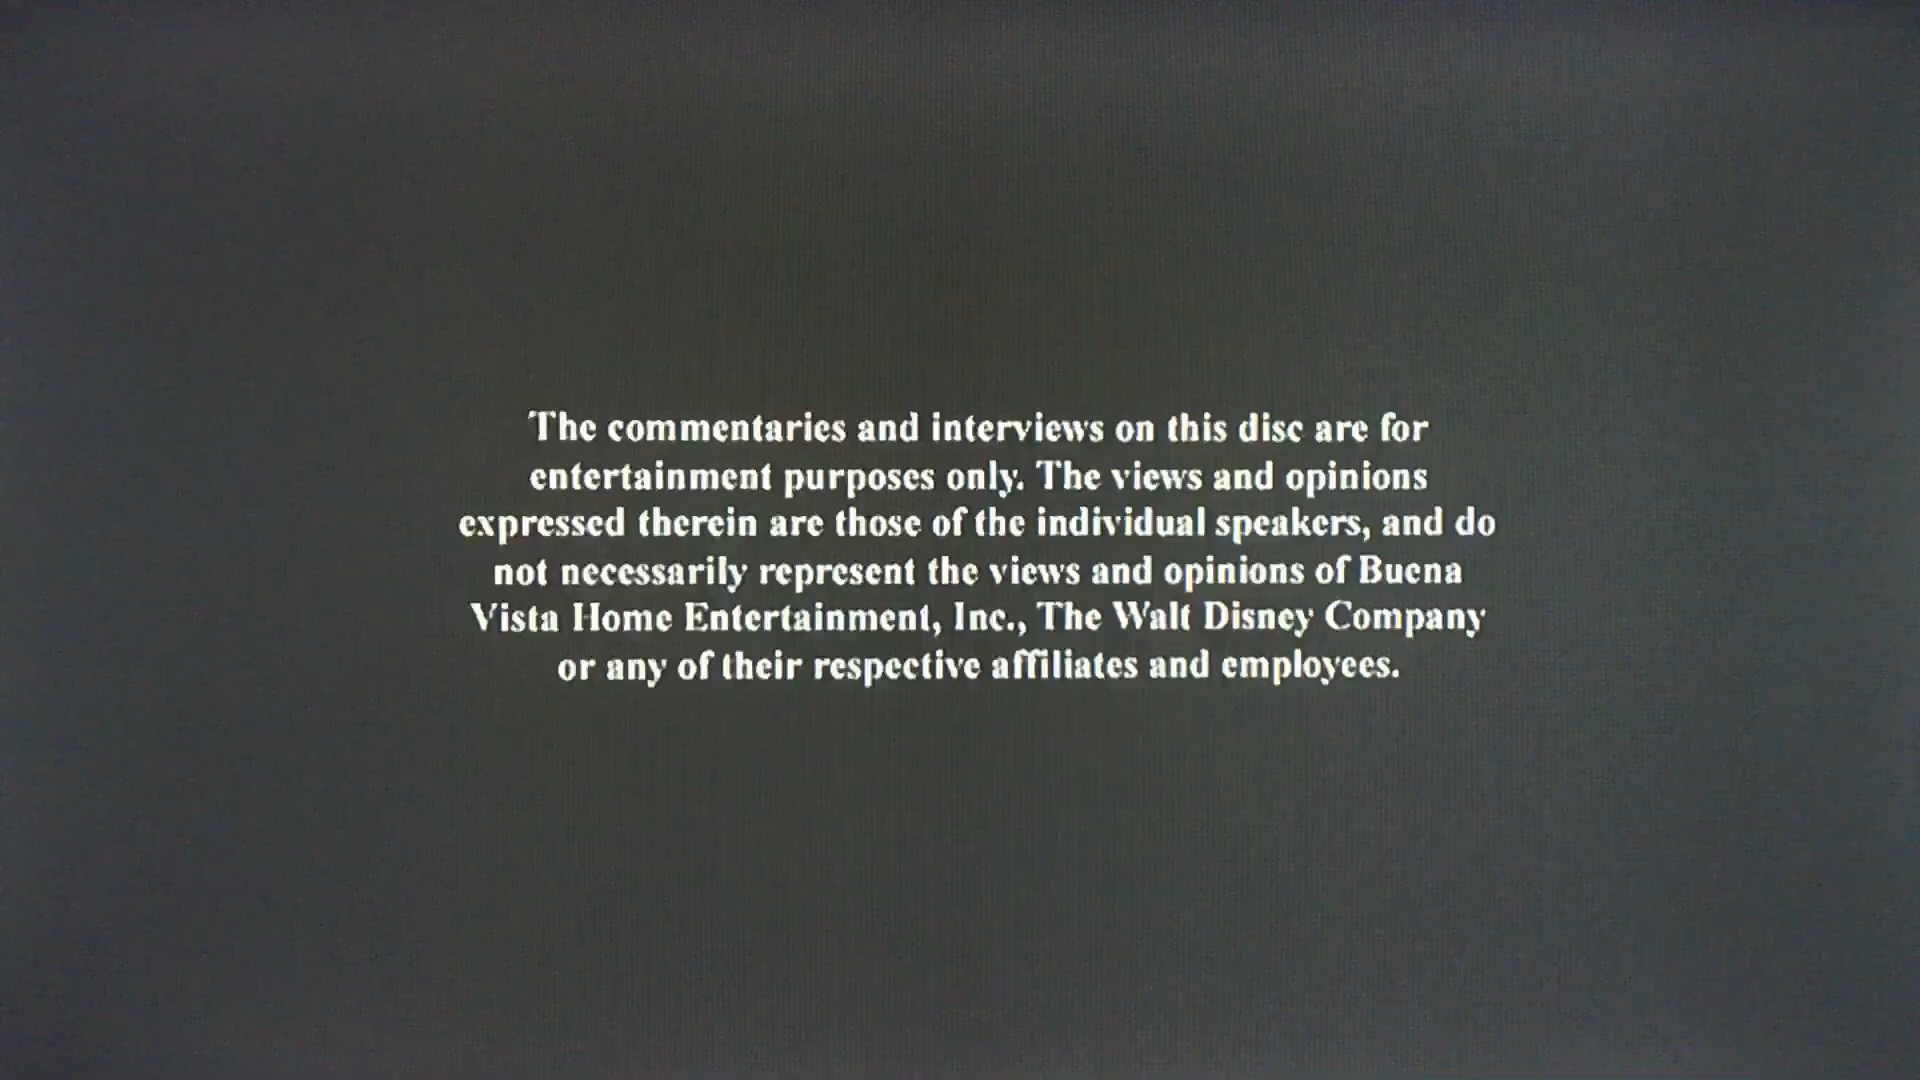 The commentaries and interviews on this disc are for
entertainment purposes only. The views and opinions
expressed therein are those of the individual speakers, and do
not necessarily represent the views and opinions of Buena
Vista Home Entertainment, Inc., The Walt Disney Company
or any of their respective affiliates and employees.